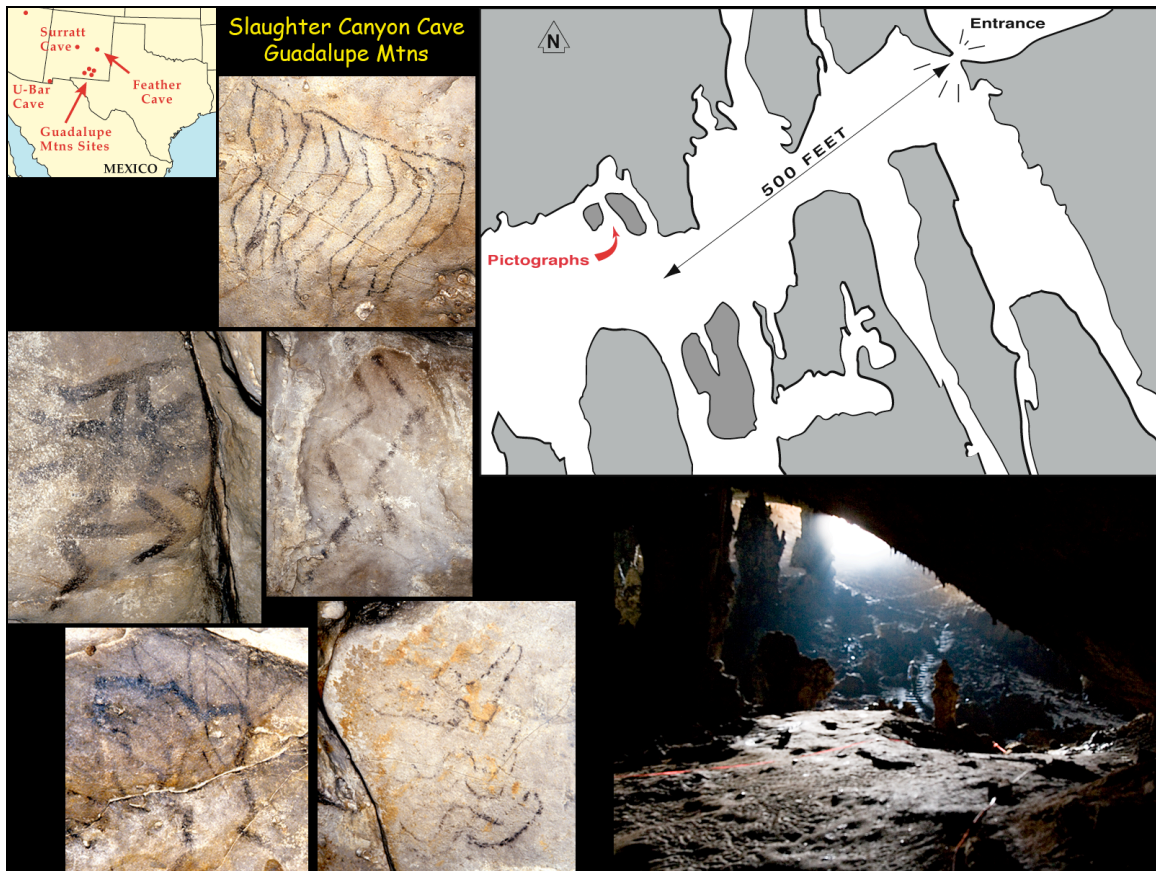 Surratt
Cave
Feather
Cave
U-Bar
Cave
Guadalupe
Mtns Sites
MEXICO
Slaughter Canyon Cave
Guadalupe Mtns
N
Entrance
500 FEET
Pictographs